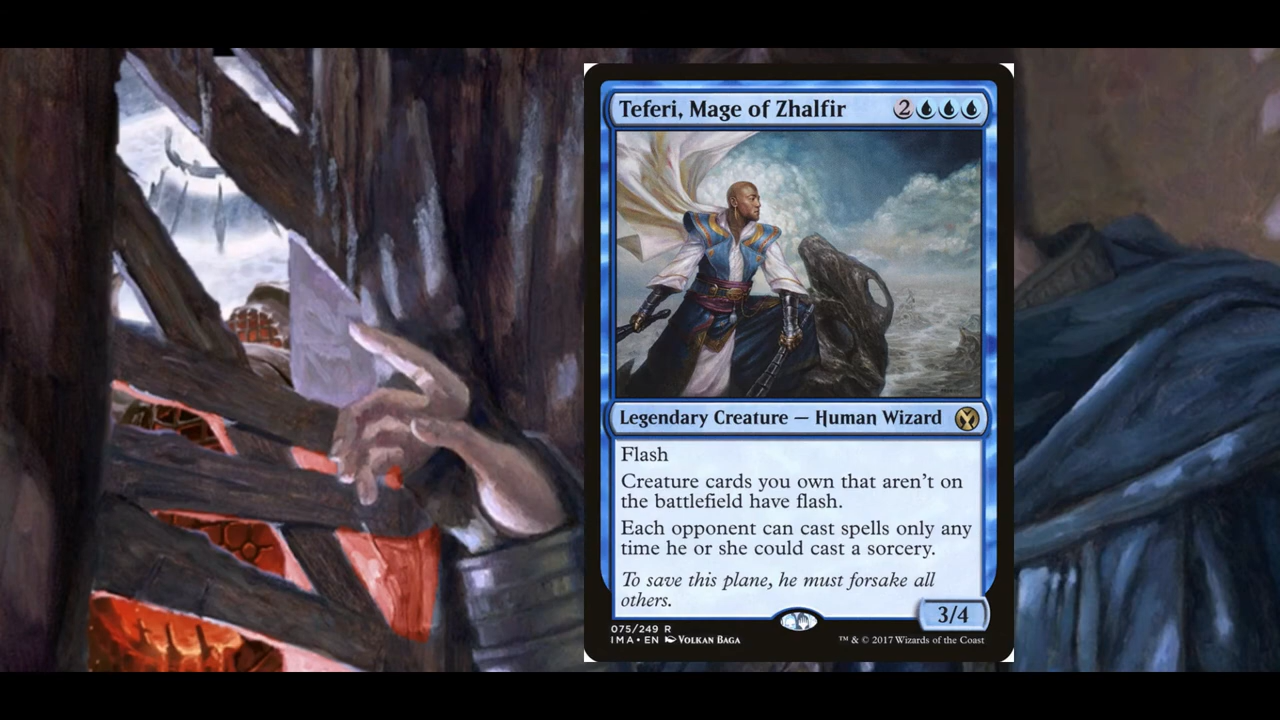 Teferi, Mage of Zhalfir 2
Legendary Creature — Human Wizard
Flash
Creature cards you own that aren't on
the battlefield have flash.
Each opponent can cast spells only any
time he or she could cast a sorcery.
To save this plane, he must forsake all
others.
3/4
075/249 R
IMA • EN Volkan Baga
™ & © 2017 Wizards of the Coast